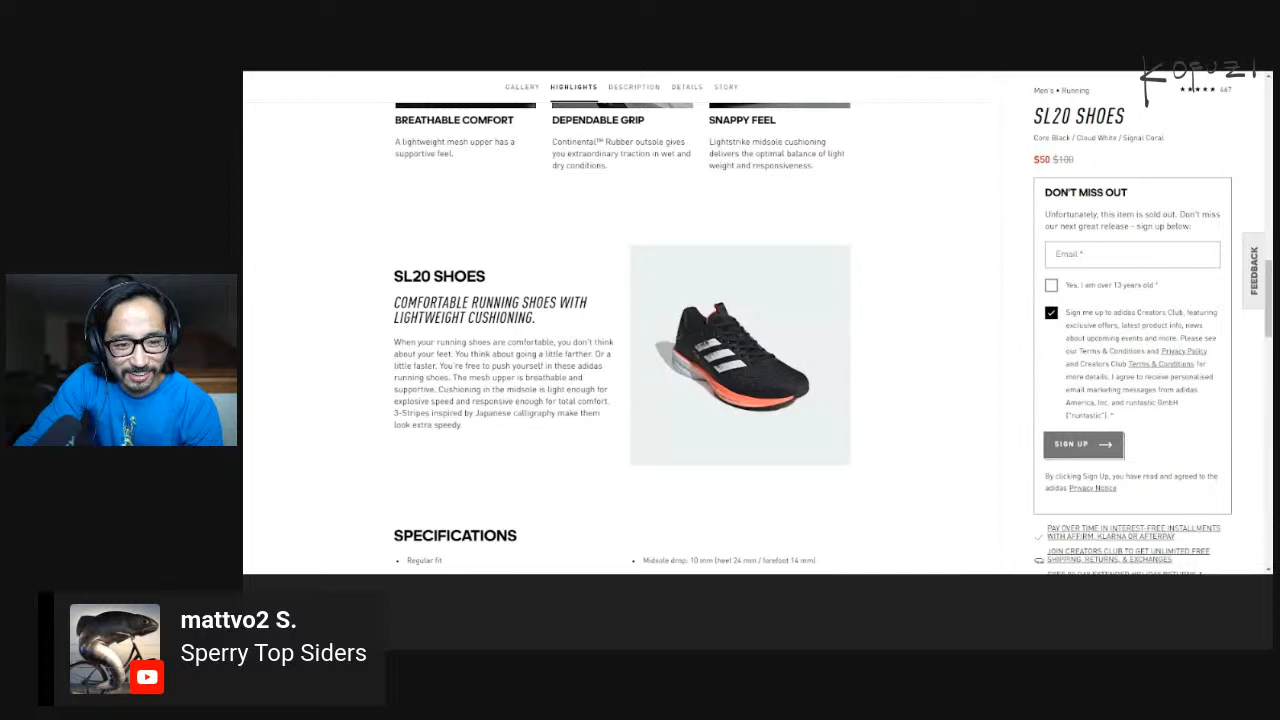 KOFUZI
GALLERY HIGHLIGHTS DESCRIPTION DETAILS STORY
BREATHABLE COMFORT
A lightweight mesh upper has a
supportive feel.
DEPENDABLE GRIP
Continental™ Rubber outsole gives
you extraordinary traction in wet and
dry conditions.
SNAPPY FEEL
Lightstrike midsole cushioning
delivers the optimal balance of light
weight and responsiveness.
SL20 SHOES
COMFORTABLE RUNNING SHOES WITH
LIGHTWEIGHT CUSHIONING.
When your running shoes are comfortable, you don't think
about your feet. You think about going a little farther. Or a
little faster. You're free to push yourself in these adidas
running shoes. The mesh upper is breathable and
supportive. Cushioning in the midsole is light enough for
explosive speed and responsive enough for total comfort.
3-Stripes inspired by Japanese calligraphy make them
look extra speedy.
SPECIFICATIONS
• Regular fit
• Midsole drop: 10 mm (heel 24 mm / forefoot 14 mm)
Men's • Running
★★★★★ 467
SL20 SHOES
Core Black / Cloud White / Signal Coral
$50 $100
DON'T MISS OUT
Unfortunately, this item is sold out. Don't miss
our next great release – sign up below:
Email *
Yes, I am over 13 years old *
Sign me up to adidas Creators Club, featuring
exclusive offers, latest product info, news
about upcoming events and more. Please see
our Terms & Conditions and Privacy Policy
and Creators Club Terms & Conditions for
more details. I agree to receive personalised
email marketing messages from adidas
America, Inc. and runtastic GmbH
("runtastic"). *
SIGN UP
By clicking Sign Up, you have read and agreed to the
adidas Privacy Notice
PAY OVER TIME IN INTEREST-FREE INSTALLMENTS
WITH AFFIRM, KLARNA OR AFTERPAY
JOIN CREATORS CLUB TO GET UNLIMITED FREE
SHIPPING, RETURNS, & EXCHANGES
FEEDBACK
mattvo2 S.
Sperry Top Siders